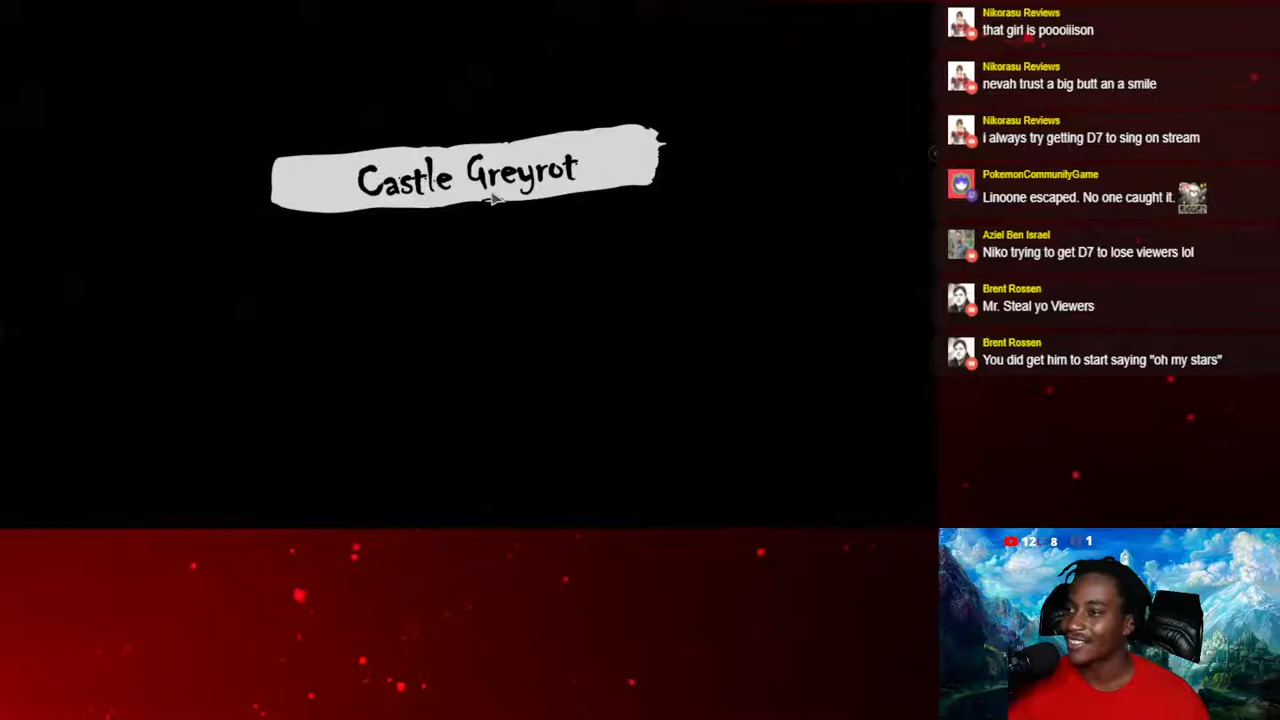 Castle Greyrot
Nikorasu Reviews
that girl is poooiiison
Nikorasu Reviews
nevah trust a big butt an a smile
Nikorasu Reviews
i always try getting D7 to sing on stream
PokemonCommunityGame
Linoone escaped. No one caught it.
Aziel Ben Israel
Niko trying to get D7 to lose viewers lol
Brent Rossen
Mr. Steal yo Viewers
Brent Rossen
You did get him to start saying "oh my stars"
12 8 1